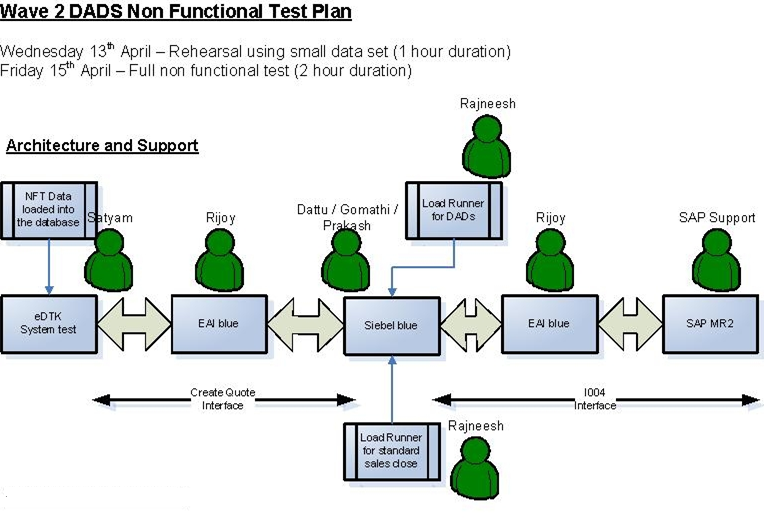 Wave 2 DADS Non Functional Test Plan
Wednesday 13th April – Rehearsal using small data set (1 hour duration)
Friday 15th April – Full non functional test (2 hour duration)
Rajneesh
Architecture and Support
NFT Data
loaded into
the database
Satyam
Rijoy
Dattu / Gomathi /
Prakash
Load Runner
for DADs
Rijoy
SAP Support
eDTK
System test
EAI blue
Siebel blue
EAI blue
SAP MR2
Create Quote
Interface
I004
Interface
Load Runner
for standard
sales close
Rajneesh